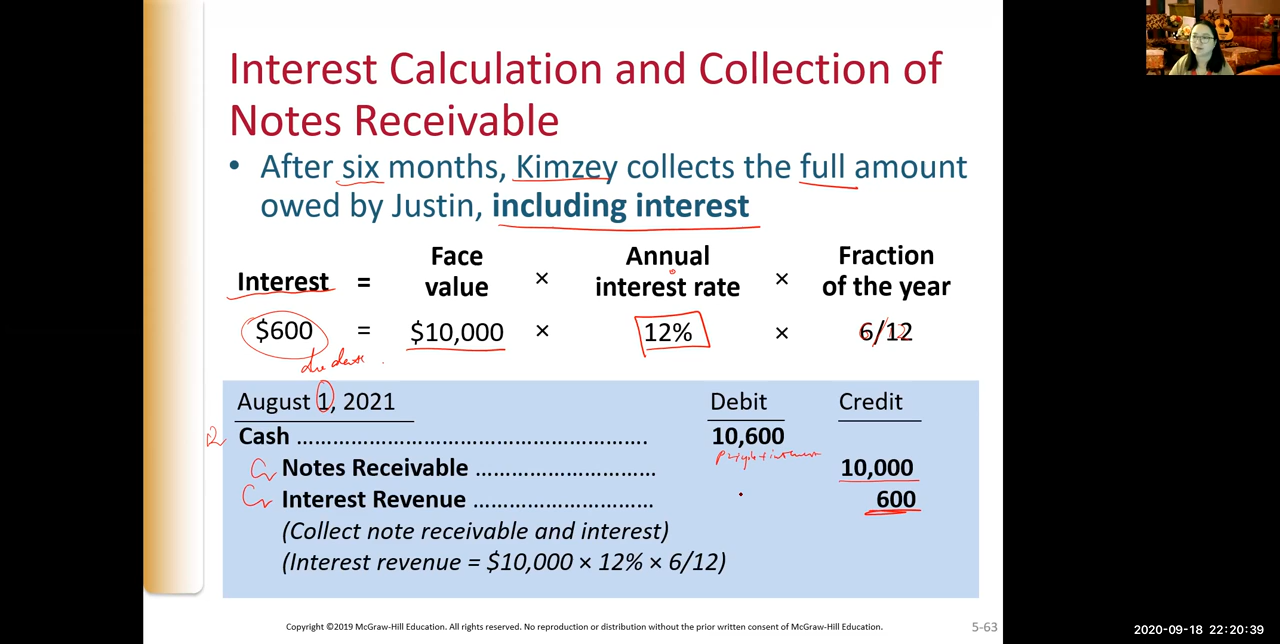 Interest Calculation and Collection of
Notes Receivable
• After six months, Kimzey collects the full amount
owed by Justin, including interest
Interest = Face value × Annual interest rate × Fraction of the year
$600 = $10,000 × 12% × 6/12
due date
August 1, 2021 Debit Credit
Cash ........................................................ 10,600
principle + interest
Cr Notes Receivable ............................. 10,000
Cr Interest Revenue ............................. 600
(Collect note receivable and interest)
(Interest revenue = $10,000 × 12% × 6/12)
Copyright ©2019 McGraw-Hill Education. All rights reserved. No reproduction or distribution without the prior written consent of McGraw-Hill Education.
5-63
2020-09-18 22:20:39